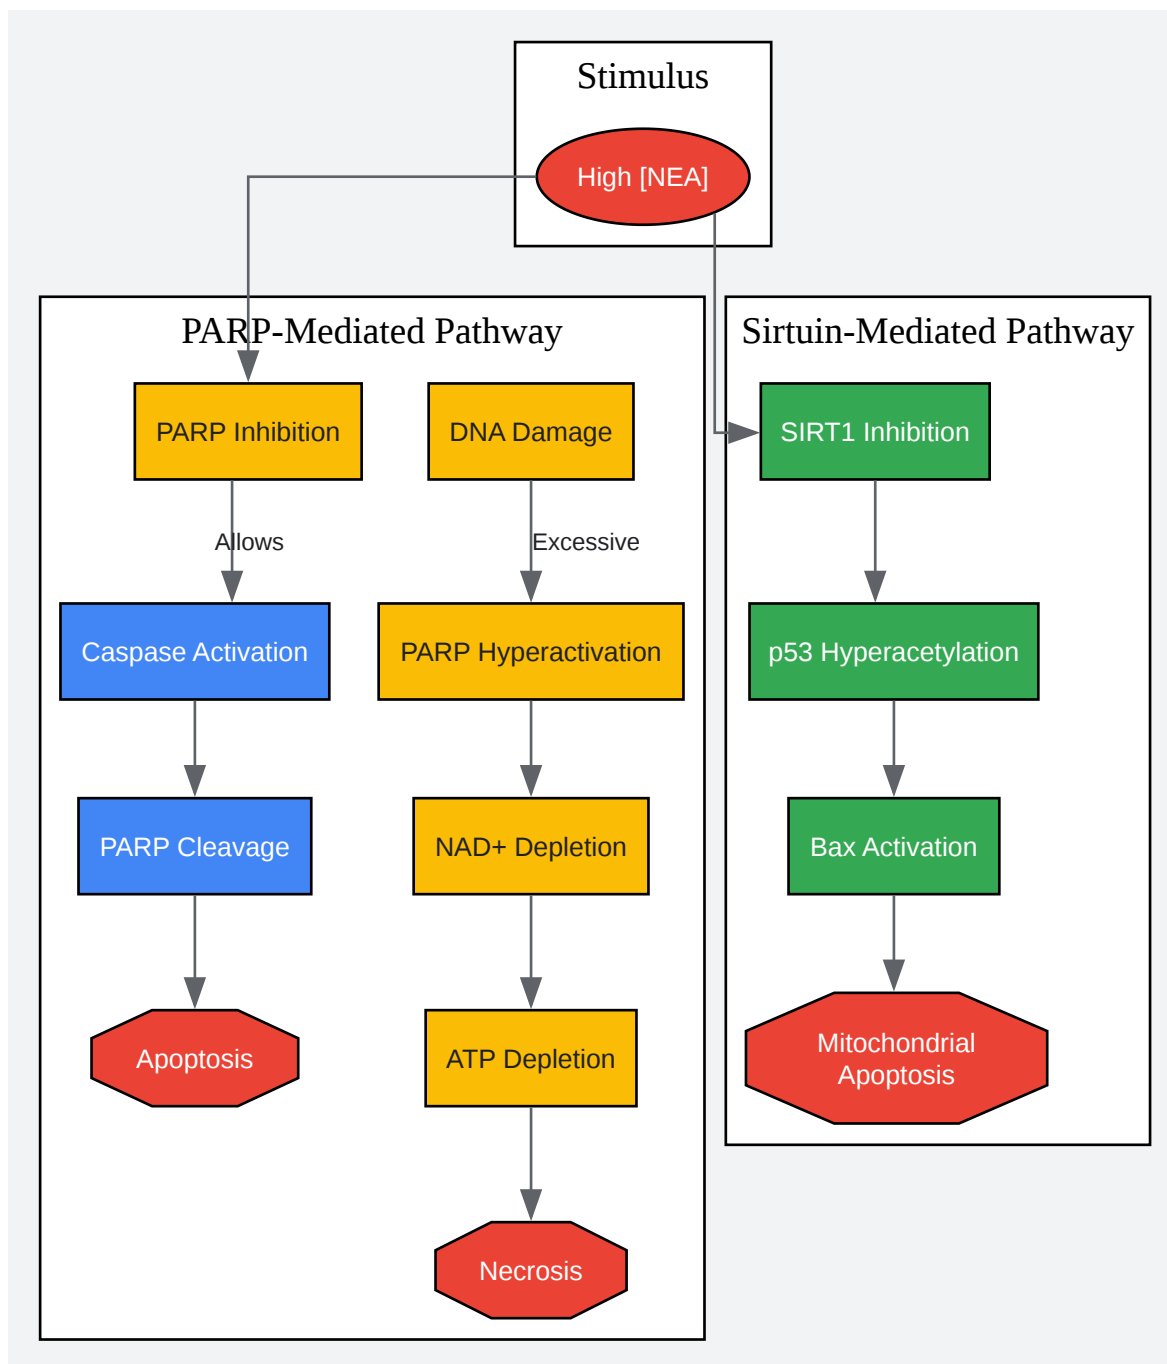 Stimulus
High [NEA]
PARP-Mediated Pathway
PARP Inhibition
DNA Damage
Allows
Excessive
Caspase Activation
PARP Hyperactivation
PARP Cleavage
NAD+ Depletion
Apoptosis
ATP Depletion
Necrosis
Sirtuin-Mediated Pathway
SIRT1 Inhibition
p53 Hyperacetylation
Bax Activation
Mitochondrial
Apoptosis